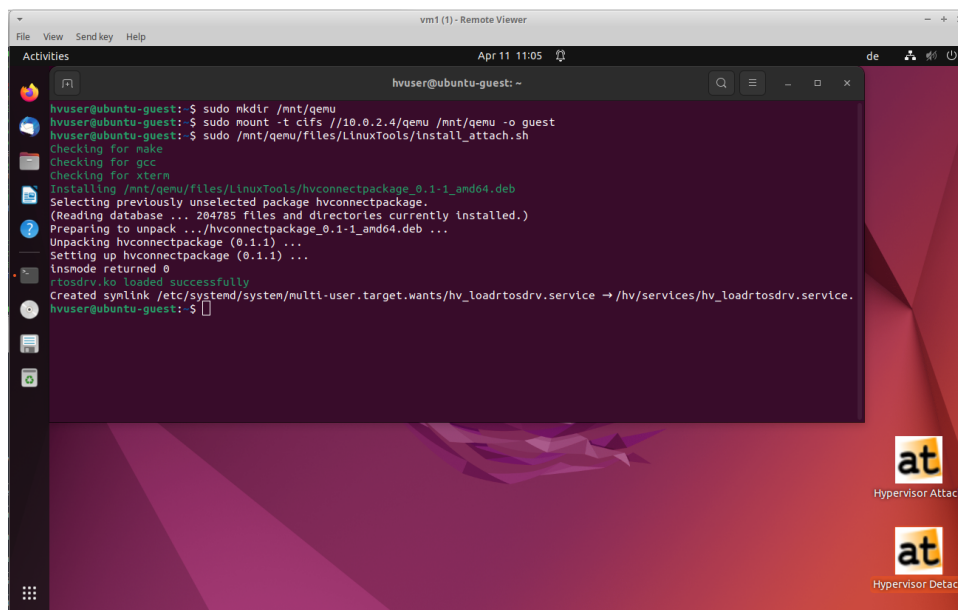 vm1 (1) - Remote Viewer
File View Send key Help
Activities
Apr 11 11:05
de
hvuser@ubuntu-guest: ~
hvuser@ubuntu-guest:~$ sudo mkdir /mnt/qemu
hvuser@ubuntu-guest:~$ sudo mount -t cifs //10.0.2.4/qemu /mnt/qemu -o guest
hvuser@ubuntu-guest:~$ sudo /mnt/qemu/files/LinuxTools/install_attach.sh
Checking for make
Checking for gcc
Checking for xterm
Installing /mnt/qemu/files/LinuxTools/hvconnectpackage_0.1-1_amd64.deb
Selecting previously unselected package hvconnectpackage.
(Reading database ... 204785 files and directories currently installed.)
Preparing to unpack .../hvconnectpackage_0.1-1_amd64.deb ...
Unpacking hvconnectpackage (0.1.1) ...
Setting up hvconnectpackage (0.1.1) ...
insmode returned 0
rtosdrv.ko loaded successfully
Created symlink /etc/systemd/system/multi-user.target.wants/hv_loadrtosdrv.service → /hv/services/hv_loadrtosdrv.service.
hvuser@ubuntu-guest:~$
at
Hypervisor Attac
at
Hypervisor Detac